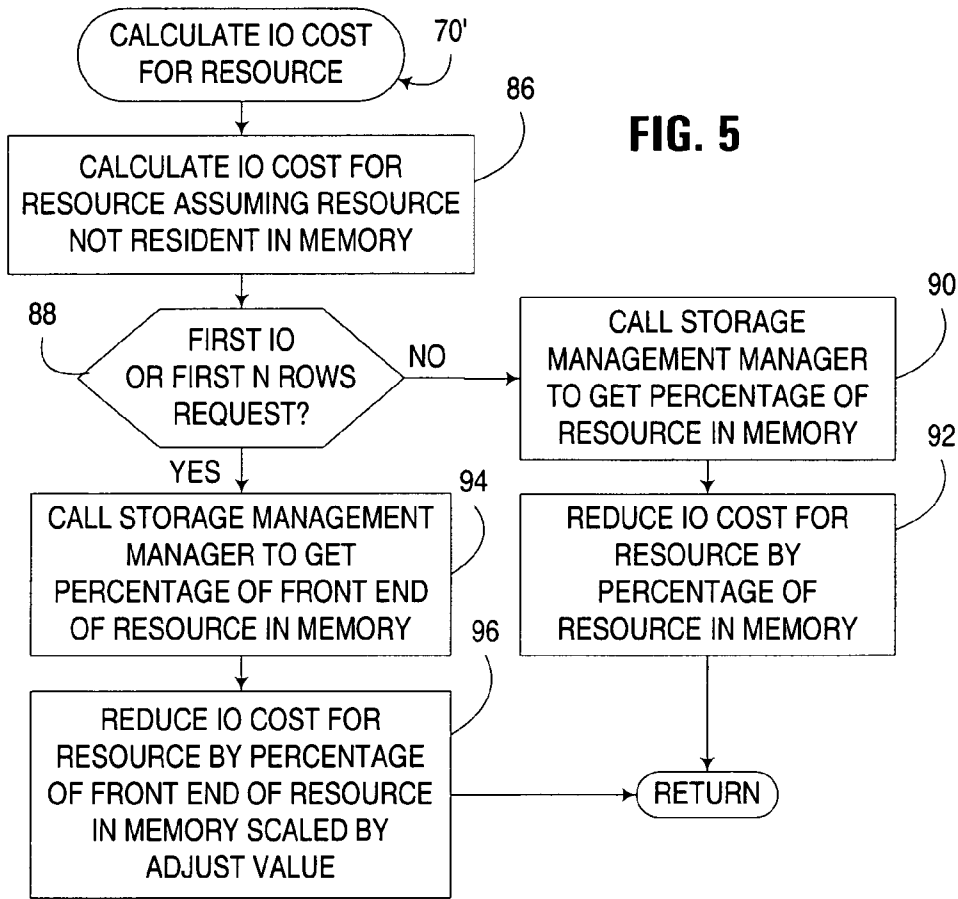 CALCULATE IO COST
FOR RESOURCE
70'
FIG. 5
86
CALCULATE IO COST FOR
RESOURCE ASSUMING RESOURCE
NOT RESIDENT IN MEMORY
88
FIRST IO
OR FIRST N ROWS
REQUEST?
NO
YES
90
CALL STORAGE
MANAGEMENT MANAGER
TO GET PERCENTAGE OF
RESOURCE IN MEMORY
92
REDUCE IO COST FOR
RESOURCE BY
PERCENTAGE OF
RESOURCE IN MEMORY
94
CALL STORAGE MANAGEMENT
MANAGER TO GET
PERCENTAGE OF FRONT END
OF RESOURCE IN MEMORY
96
REDUCE IO COST FOR
RESOURCE BY PERCENTAGE
OF FRONT END OF RESOURCE
IN MEMORY SCALED BY
ADJUST VALUE
RETURN